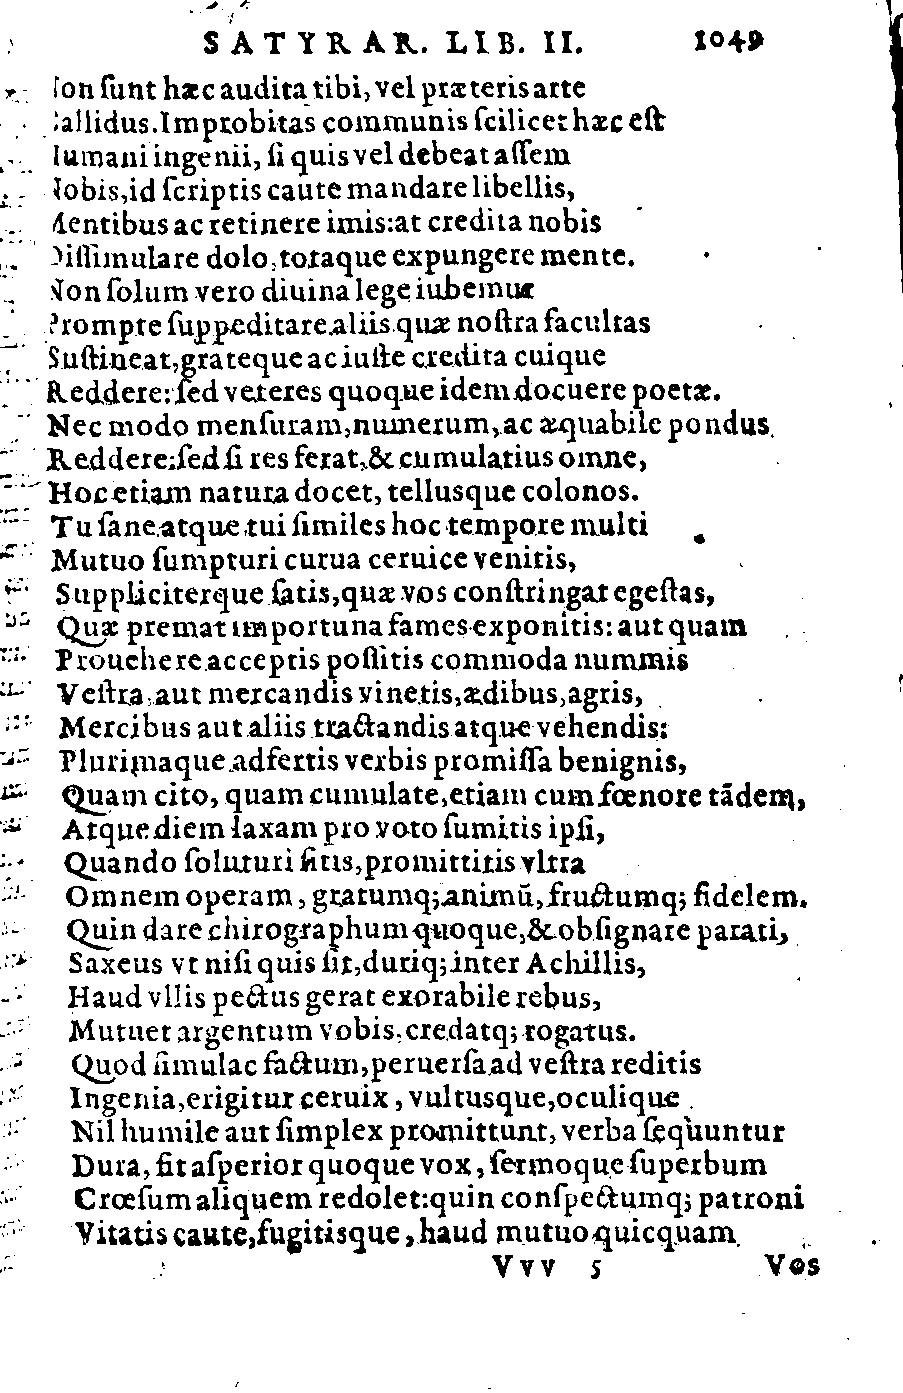 SATYRAR. LIB. II. 1049
Non ſunt hæc audita tibi, vel præteris arte
Callidus. Improbitas communis ſcilicet hæc eſt
Humani ingenii, ſi quis vel debeat aſſem
Nobis, id ſcriptis caute mandare libellis,
Mentibus ac retinere imis: at credita nobis
Diſſimulare dolo, totaque expungere mente.
Non ſolum vero diuina lege iubemur
Prompte ſuppeditare aliis quæ noſtra facultas
Suſtineat, grateque ac iuſte credita cuique
Reddere: ſed veteres quoque idem docuere poetæ.
Nec modo menſuram, numerum, ac æquabile pondus
Reddere: ſed ſi res ferat, & cumulatius omne,
Hoc etiam natura docet, tellusque colonos.
Tu ſane atque tui ſimiles hoc tempore multi
Mutuo ſumpturi curua ceruice venitis,
Suppliciterque ſatis, quæ vos conſtringat egeſtas,
Quæ premat importuna fames exponitis: aut quam
Prouehere acceptis poſſitis commoda nummis
Veſtra, aut mercandis vinetis, ædibus, agris,
Mercibus aut aliis tractandis atque vehendis:
Plurimaque adfertis verbis promiſſa benignis,
Quam cito, quam cumulate, etiam cum fœnore tādem,
Atque diem laxam pro voto ſumitis ipſi,
Quando ſoluturi ſitis, promittitis vltra
Omnem operam, gratumq; animū, fructumq; fidelem.
Quin dare chirographum quoque, & obſignare parati,
Saxeus vt niſi quis ſit, duriq; inter Achillis,
Haud vllis pectus gerat exorabile rebus,
Mutuet argentum vobis, credatq; rogatus.
Quod ſimulac factum, peruerſa ad veſtra reditis
Ingenia, erigitur ceruix, vultusque, oculique
Nil humile aut ſimplex promittunt, verba ſequuntur
Dura, fit aſperior quoque vox, ſermoque ſuperbum
Crœſum aliquem redolet: quin conſpectumq; patroni
Vitatis caute, fugitisque, haud mutuo quicquam
Vvv 5 Vos